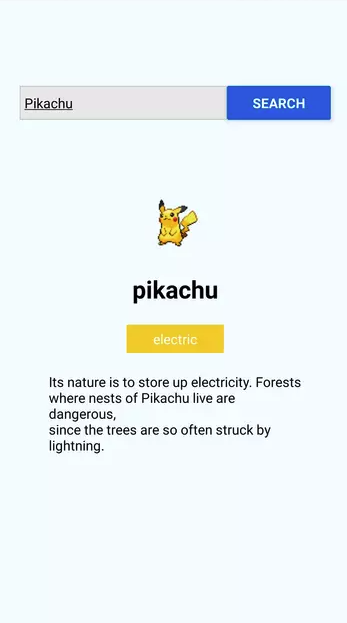 Pikachu
SEARCH
pikachu
electric
Its nature is to store up electricity. Forests
where nests of Pikachu live are
dangerous,
since the trees are so often struck by
lightning.